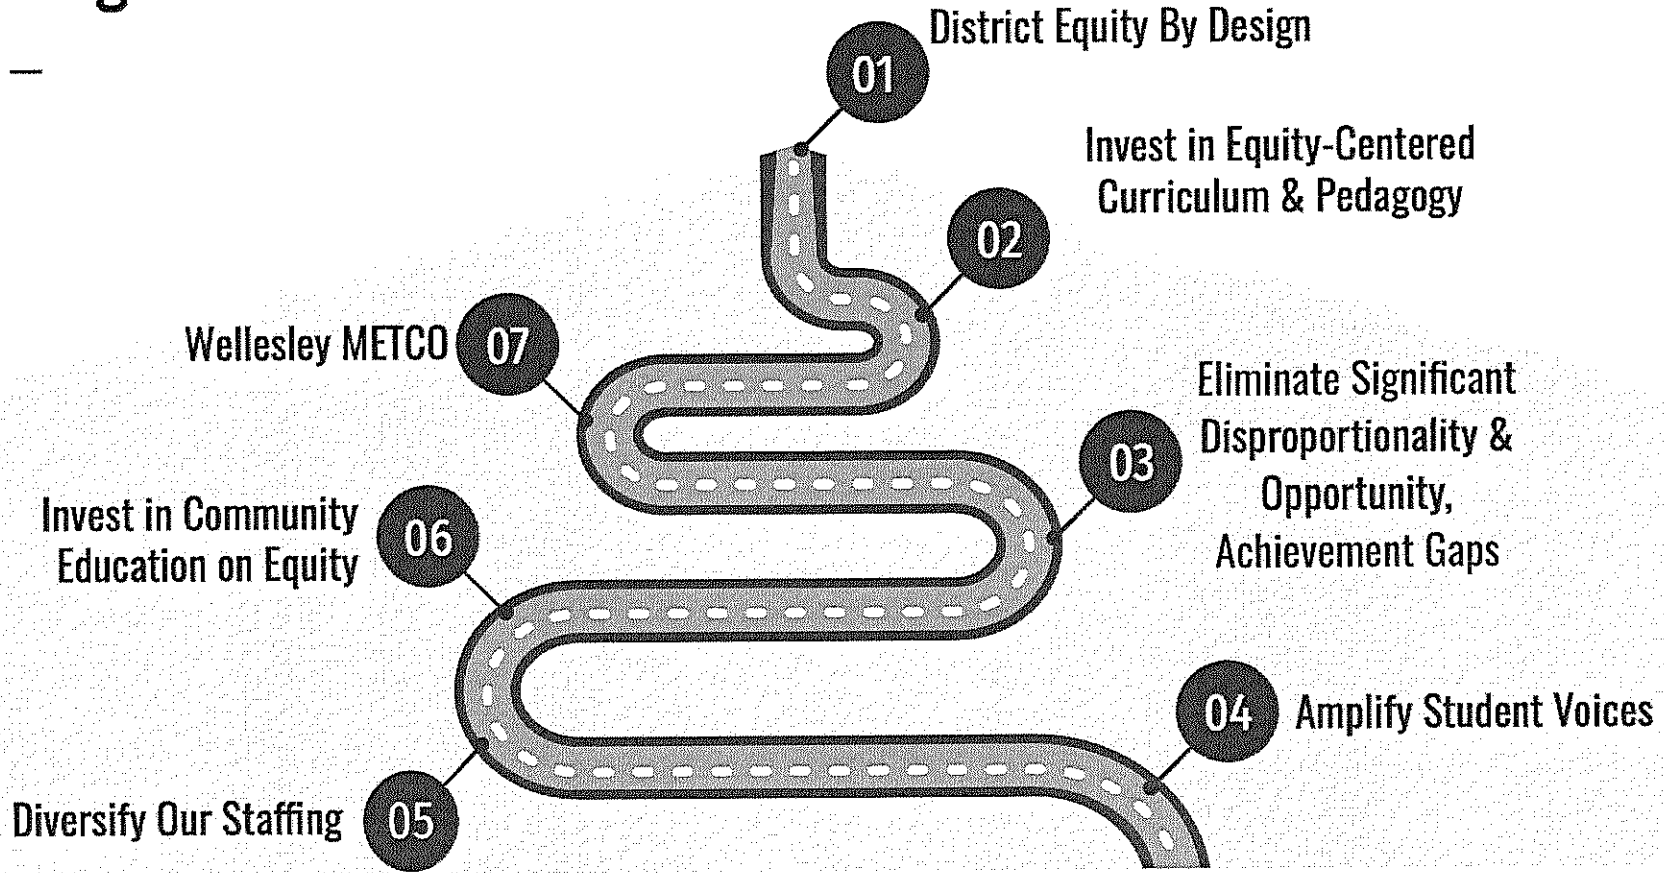 District Equity By Design
01
Invest in Equity-Centered
Curriculum & Pedagogy
02
Wellesley METCO
07
Eliminate Significant
Disproportionality &
Opportunity,
Achievement Gaps
03
Invest in Community
Education on Equity
06
04
Amplify Student Voices
Diversify Our Staffing
05